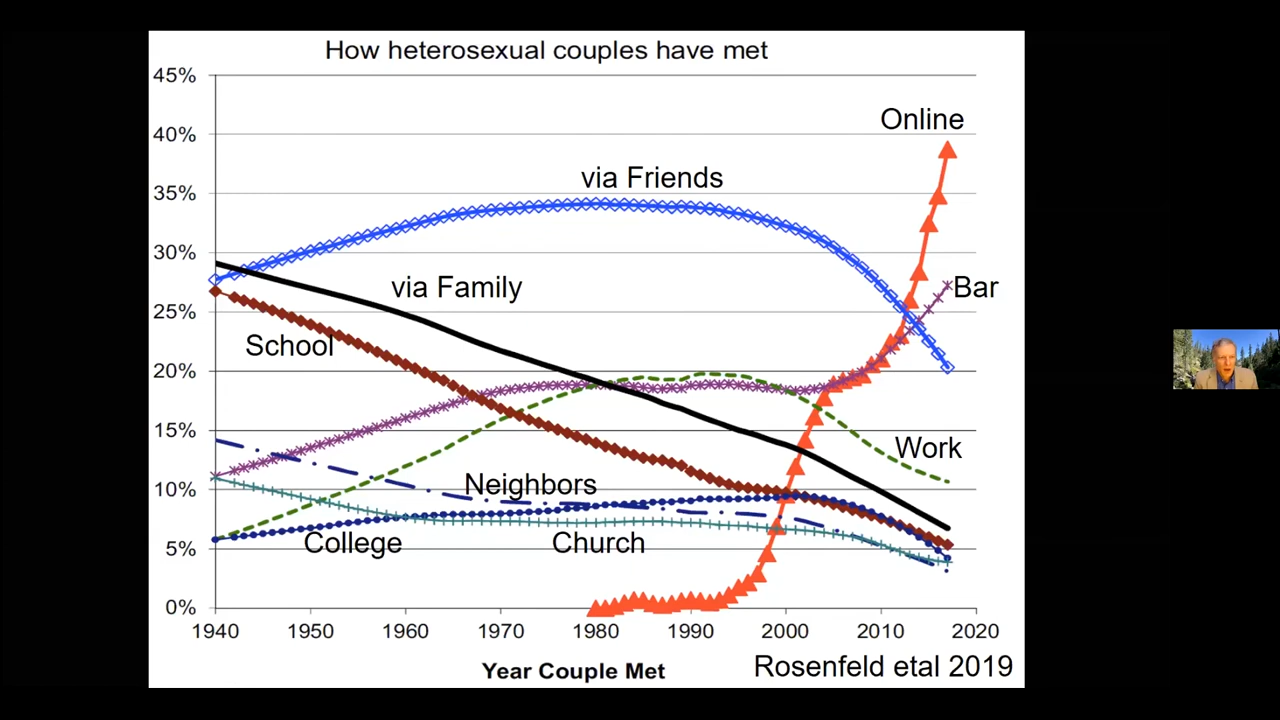 How heterosexual couples have met
45%
Online
40%
via Friends
35%
30%
via Family
Bar
25%
School
20%
15%
Work
Neighbors
10%
College
Church
5%
0%
1940 1950 1960 1970 1980 1990 2000 2010 2020
Year Couple Met
Rosenfeld etal 2019